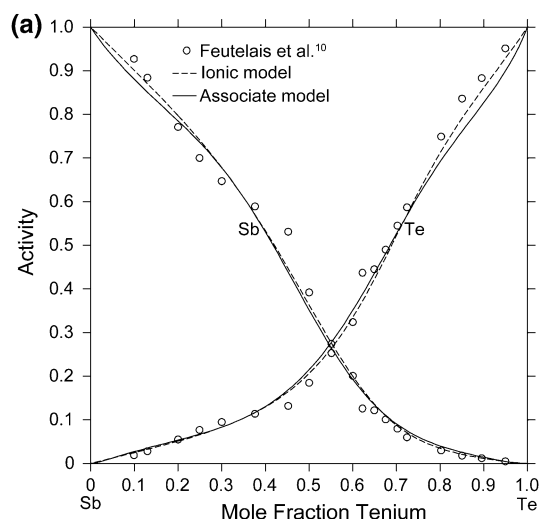 (a)
1.0
0.9
0.8
0.7
0.6
0.5
0.4
0.3
0.2
0.1
0
Activity
Feutelais et al.10
Ionic model
Associate model
Sb
Te
0 0.1 0.2 0.3 0.4 0.5 0.6 0.7 0.8 0.9 1.0
Sb Mole Fraction Tenium Te